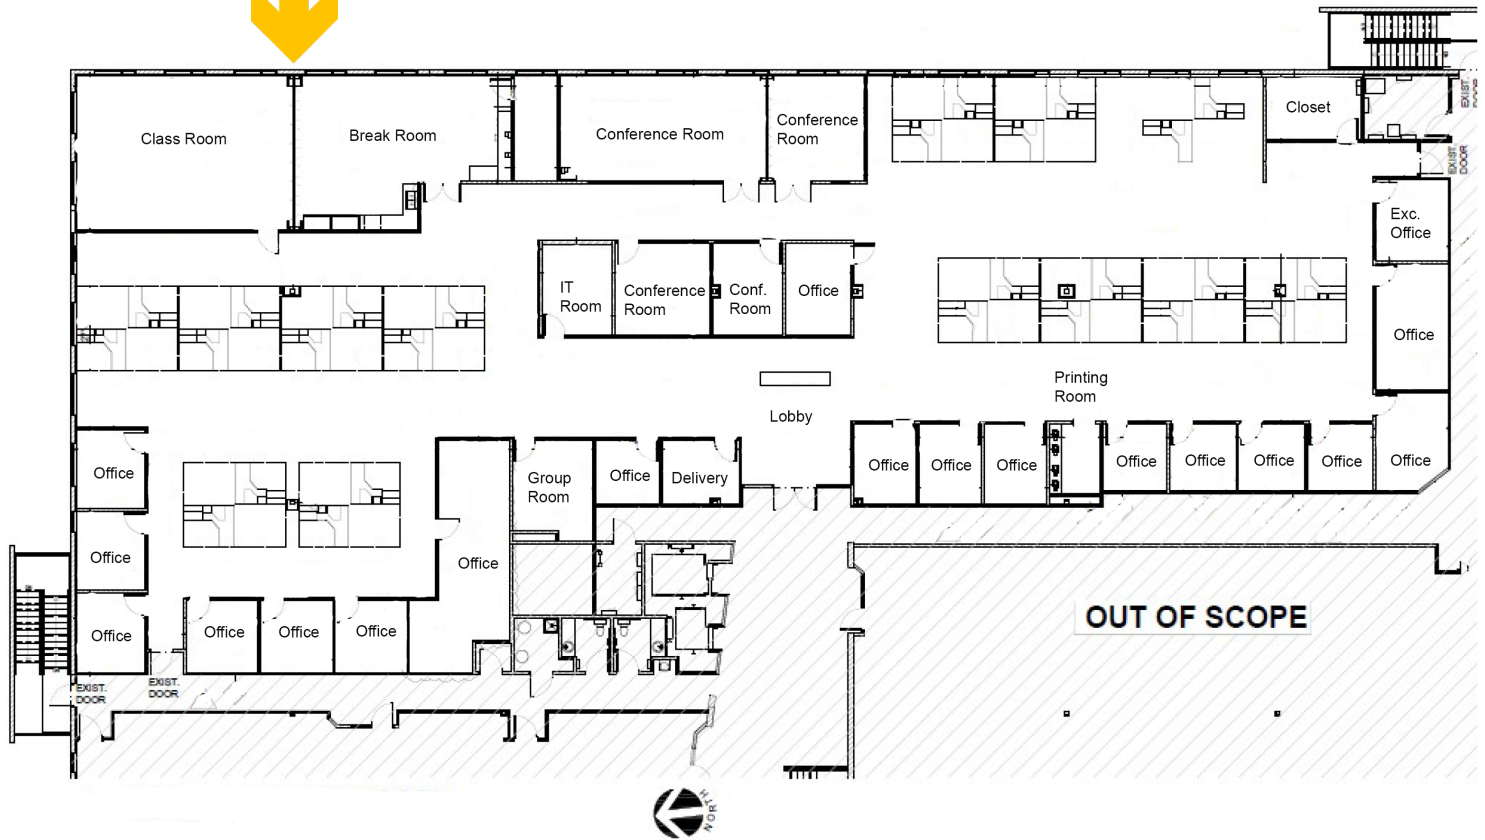 EXIST.
DOOR
Closet
Class Room
Break Room
Conference Room
Conference
Room
EXIST.
DOOR
Exc.
Office
IT
Room
Conference
Room
Conf.
Room
Office
Office
Printing
Room
Lobby
Office
Group
Room
Office
Delivery
Office
Office
Office
Office
Office
Office
Office
Office
Office
Office
OUT OF SCOPE
Office
Office
Office
Office
EXIST.
DOOR
EXIST.
DOOR
NORTH